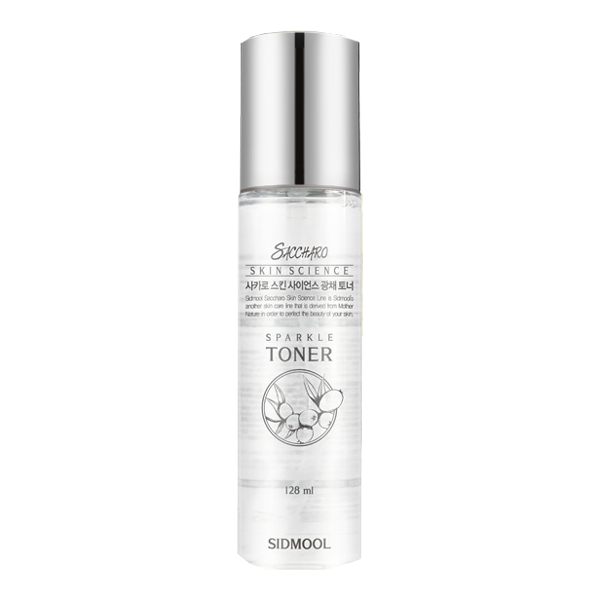 SACCHARO
SKIN SCIENCE
사카로 스킨 사이언스 광채 토너
Sidmool Saccharo Skin Science Line is Sidmool's
another skin care line that is derived from Mother
Nature in order to perfect the beauty of your skin.
SPARKLE
TONER
128 ml
SIDMOOL